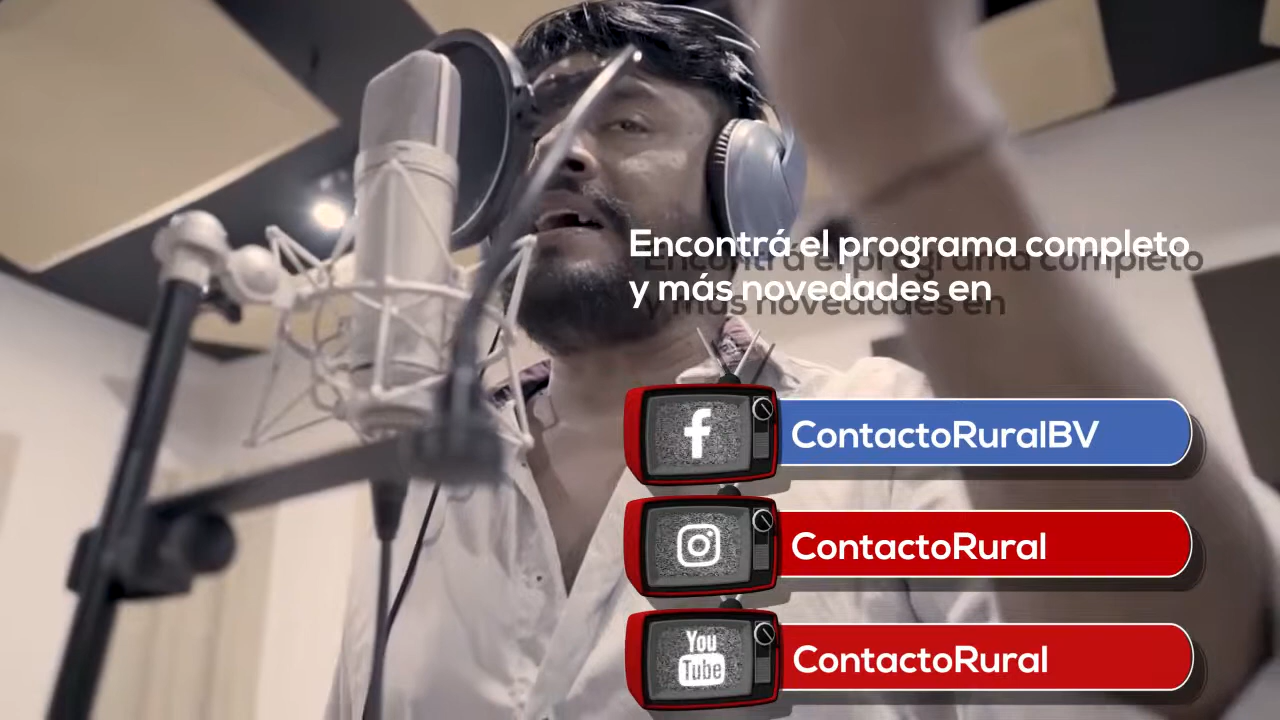 Encontrá el programa completo
y más novedades en
ContactoRuralBV
ContactoRural
You
Tube
ContactoRural